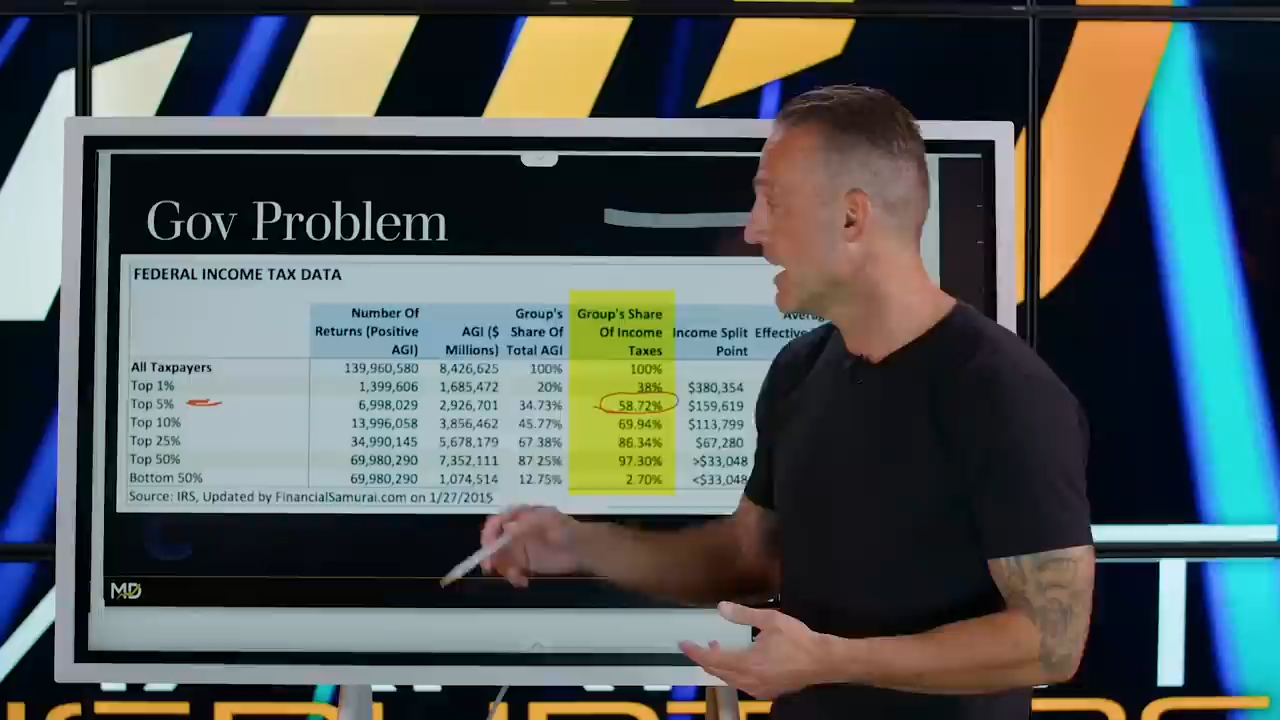 Gov Problem
FEDERAL INCOME TAX DATA
Number Of Returns (Positive AGI) AGI ($ Millions) Group's Share Of Total AGI Group's Share Of Income Taxes Income Split Point Effective
All Taxpayers 139,960,580 8,426,625 100% 100%
Top 1% 1,399,606 1,685,472 20% 38% $380,354
Top 5% 6,998,029 2,926,701 34.73% 58.72% $159,619
Top 10% 13,996,058 3,856,462 45.77% 69.94% $113,799
Top 25% 34,990,145 5,678,179 67.38% 86.34% $67,280
Top 50% 69,980,290 7,352,111 87.25% 97.30% >$33,048
Bottom 50% 69,980,290 1,074,514 12.75% 2.70% <$33,048
Source: IRS, Updated by FinancialSamurai.com on 1/27/2015
MD